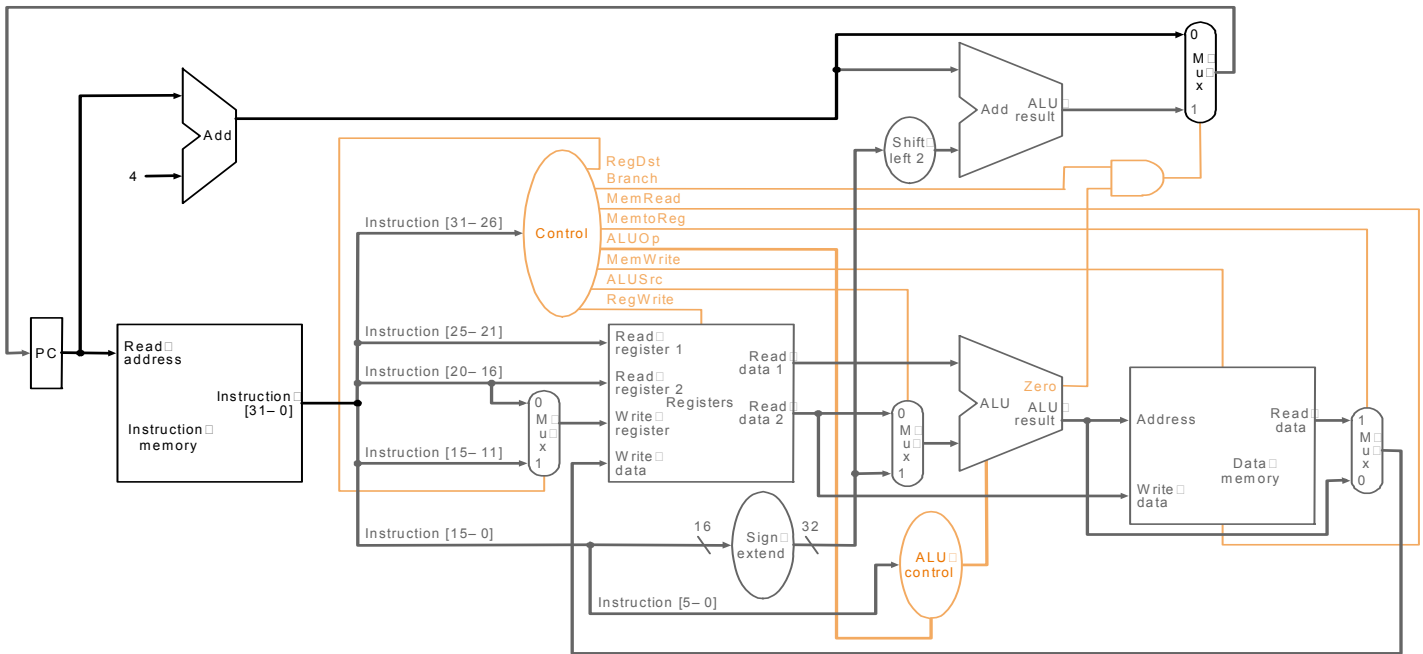 0
M
u
x
1
Add
ALU
result
Add
Shift
left 2
4
RegDst
Branch
MemRead
MemtoReg
ALUOp
MemWrite
ALUSrc
RegWrite
Control
Instruction [31–26]
PC
Read
address
Instruction
[31–0]
Instruction
memory
Instruction [25–21]
Instruction [20–16]
Instruction [15–11]
0
M
u
x
1
Read
register 1
Read
register 2
Write
register
Write
data
Registers
Read
data 1
Read
data 2
0
M
u
x
1
Zero
ALU
ALU
result
Address
Write
data
Read
data
Data
memory
1
M
u
x
0
Instruction [15–0]
16
Sign
extend
32
ALU
control
Instruction [5–0]